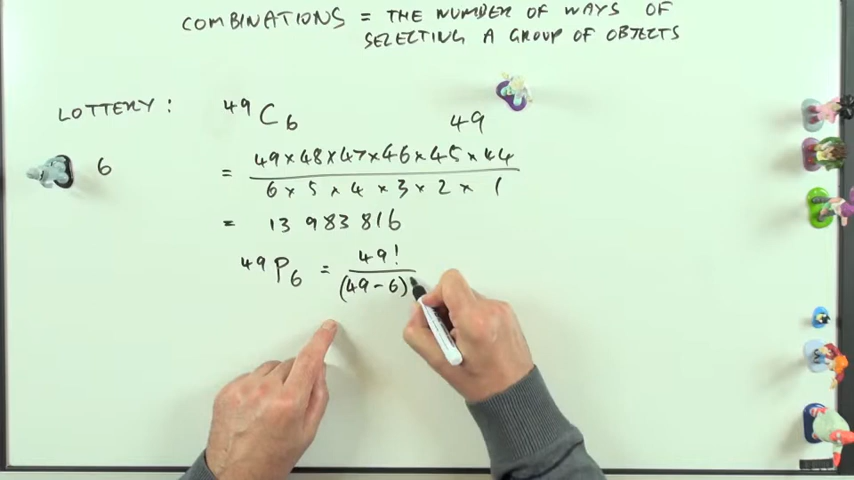 COMBINATIONS = THE NUMBER OF WAYS OF
SELECTING A GROUP OF OBJECTS
LOTTERY : ⁴⁹C₆ 49
6 = 49×48×47×46×45×44
6 × 5 × 4 × 3 × 2 × 1
= 13 983 816
⁴⁹P₆ = 49!
(49-6)